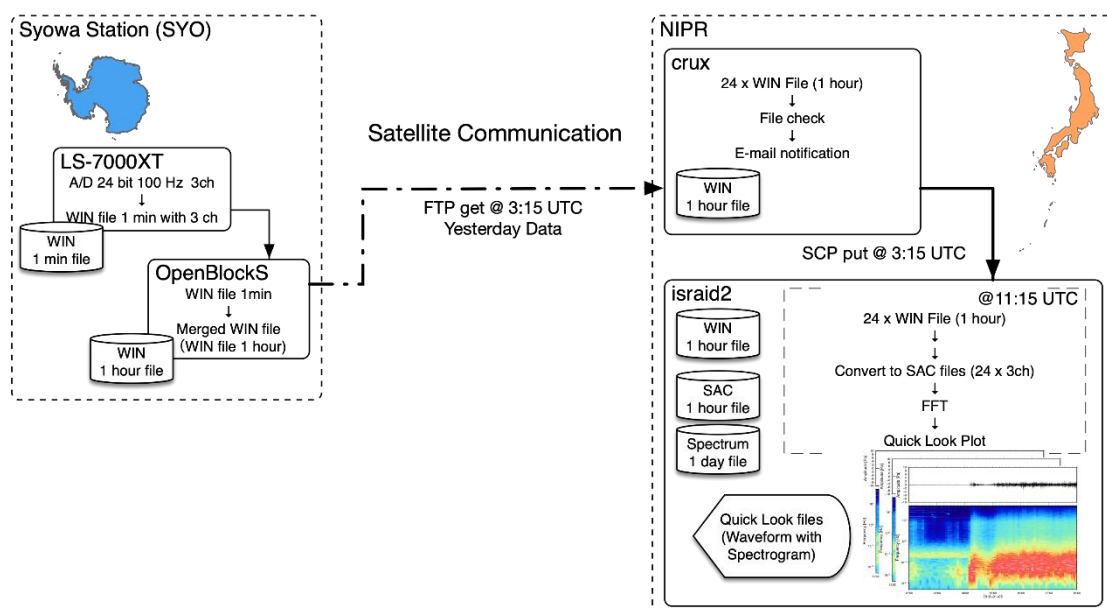 Syowa Station (SYO)
LS-7000XT
A/D 24 bit 100 Hz 3ch
↓
WIN file 1 min with 3 ch
WIN
1 min file
OpenBlockS
WIN file 1min
↓
Merged WIN file
(WIN file 1 hour)
WIN
1 hour file
Satellite Communication
FTP get @ 3:15 UTC
Yesterday Data
NIPR
crux
24 x WIN File (1 hour)
↓
File check
↓
E-mail notification
WIN
1 hour file
SCP put @ 3:15 UTC
israid2
@11:15 UTC
WIN
1 hour file
SAC
1 hour file
Spectrum
1 day file
24 x WIN File (1 hour)
↓
↓
Convert to SAC files (24 x 3ch)
↓
FFT
↓
Quick Look Plot
Quick Look files
(Waveform with
Spectrogram)